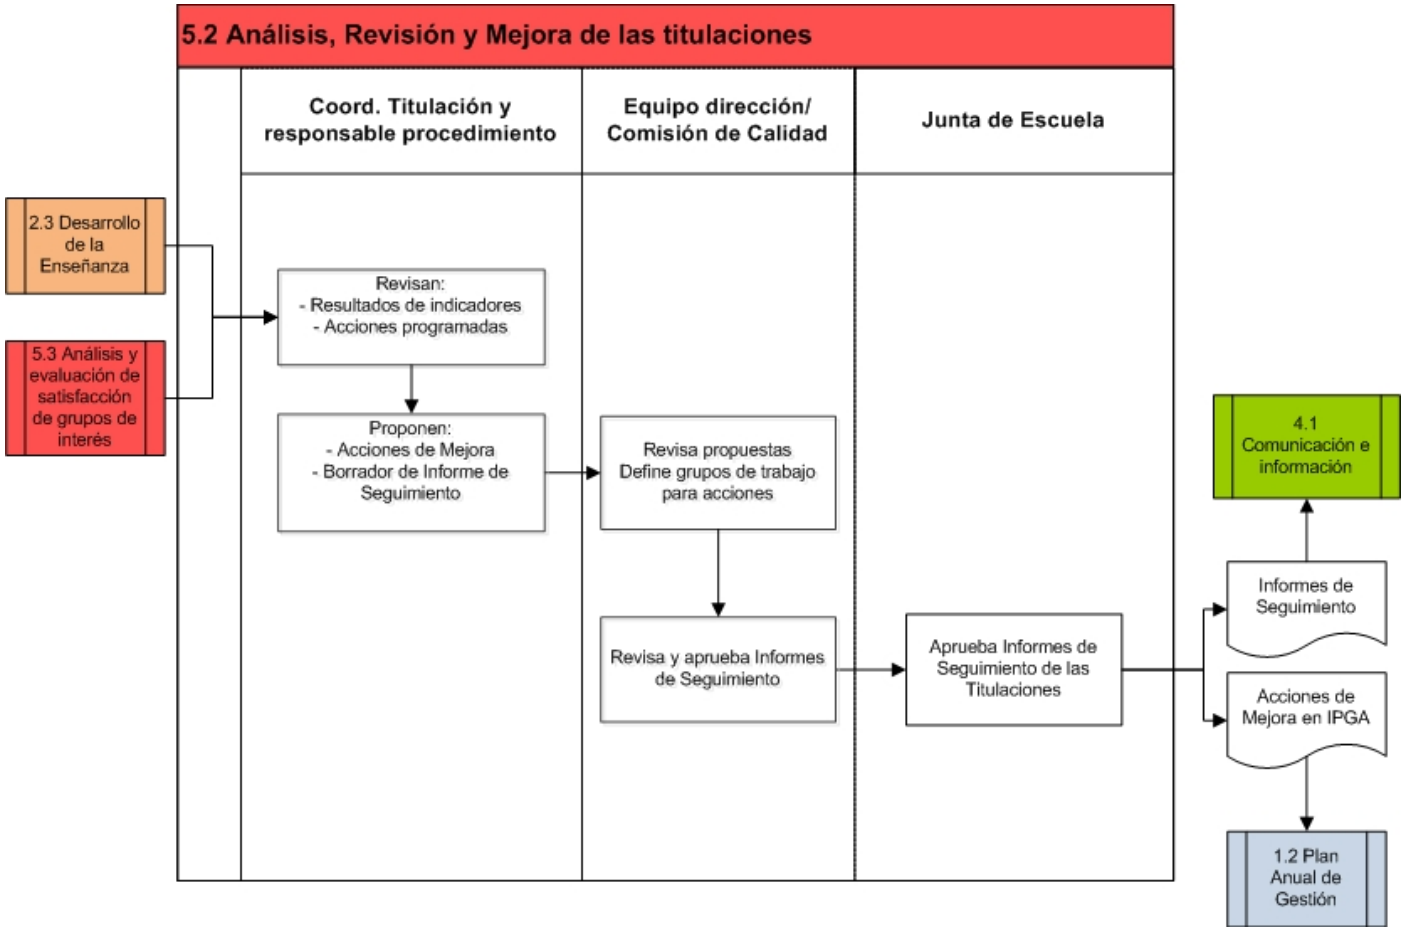 5.2 Análisis, Revisión y Mejora de las titulaciones
Coord. Titulación y
responsable procedimiento
Equipo dirección/
Comisión de Calidad
Junta de Escuela
2.3 Desarrollo
de la
Enseñanza
5.3 Análisis y
evaluación de
satisfacción
de grupos de
interés
Revisan:
- Resultados de indicadores
- Acciones programadas
Proponen:
- Acciones de Mejora
- Borrador de Informe de
Seguimiento
Revisa propuestas
Define grupos de trabajo
para acciones
Revisa y aprueba Informes
de Seguimiento
Aprueba Informes de
Seguimiento de las
Titulaciones
4.1
Comunicación e
información
Informes de
Seguimiento
Acciones de
Mejora en IPGA
1.2 Plan
Anual de
Gestión